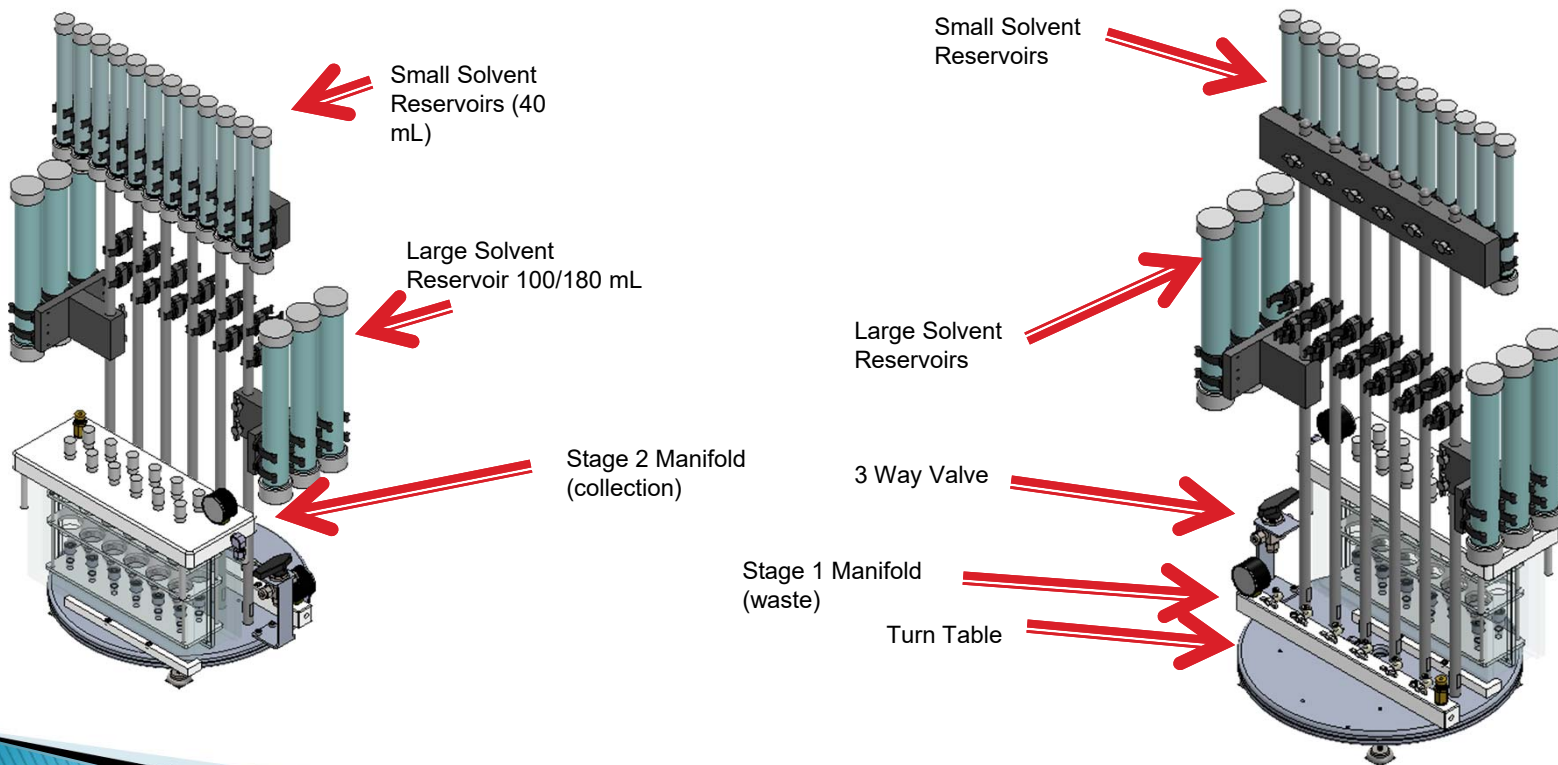 Small Solvent
Reservoirs (40
mL)
Large Solvent
Reservoir 100/180 mL
Stage 2 Manifold
(collection)
Small Solvent
Reservoirs
Large Solvent
Reservoirs
3 Way Valve
Stage 1 Manifold
(waste)
Turn Table